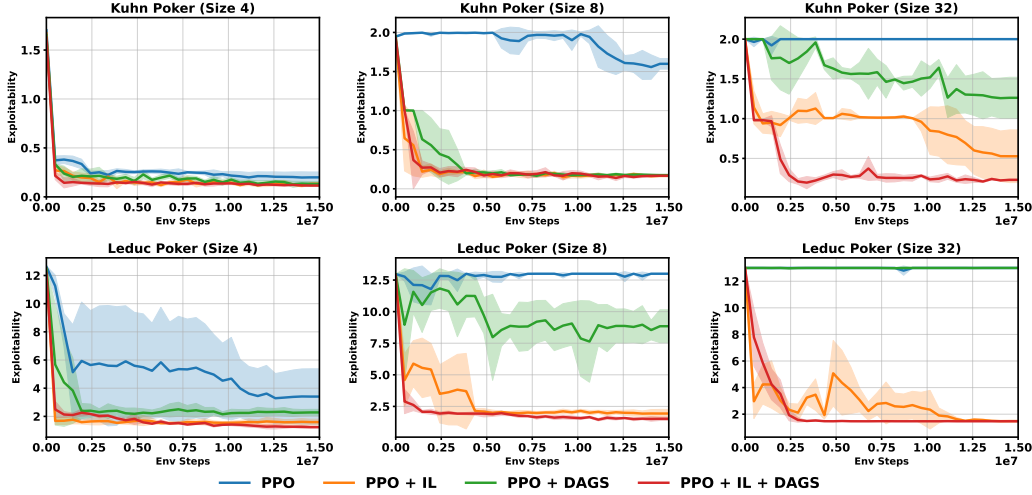 Kuhn Poker (Size 4)
Exploitability
1.5
1.0
0.5
0.0
0.00 0.25 0.50 0.75 1.00 1.25 1.50
Env Steps
1e7
Kuhn Poker (Size 8)
Exploitability
2.0
1.5
1.0
0.5
0.0
0.00 0.25 0.50 0.75 1.00 1.25 1.50
Env Steps
1e7
Kuhn Poker (Size 32)
Exploitability
2.0
1.5
1.0
0.5
0.00 0.25 0.50 0.75 1.00 1.25 1.50
Env Steps
1e7
Leduc Poker (Size 4)
Exploitability
12
10
8
6
4
2
0.00 0.25 0.50 0.75 1.00 1.25 1.50
Env Steps
1e7
Leduc Poker (Size 8)
Exploitability
12.5
10.0
7.5
5.0
2.5
0.00 0.25 0.50 0.75 1.00 1.25 1.50
Env Steps
1e7
Leduc Poker (Size 32)
Exploitability
12
10
8
6
4
2
0.00 0.25 0.50 0.75 1.00 1.25 1.50
Env Steps
1e7
PPO PPO + IL PPO + DAGS PPO + IL + DAGS